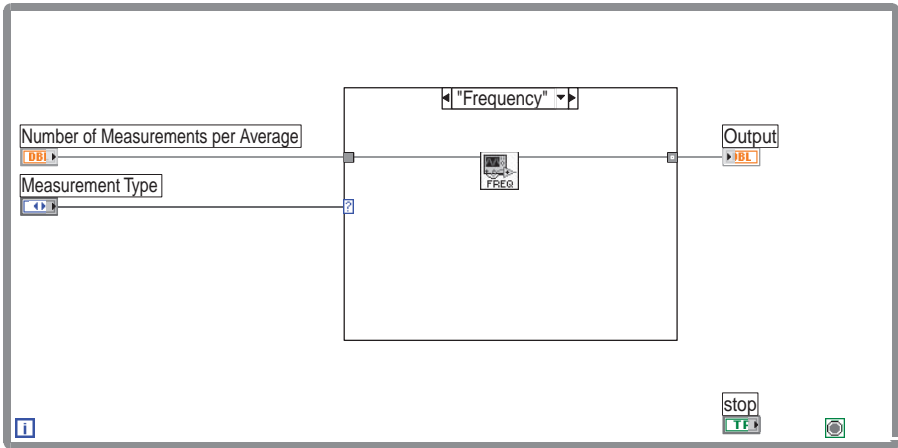 "Frequency"
Number of Measurements per Average
DBL
Output
DBL
FREQ
Measurement Type
?
stop
TF
i